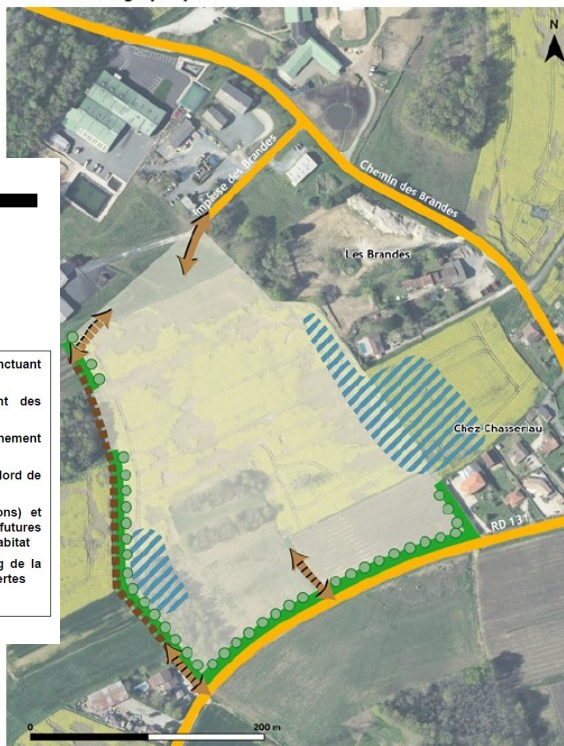 N
Impasse des Brandes
Chemin des Brandes
Les Brandes
nctuant
nt des
nement
lord de
ons) et
futures
abitat
g de la
ertes
Chez Chasseriau
RD 131
0 200 m